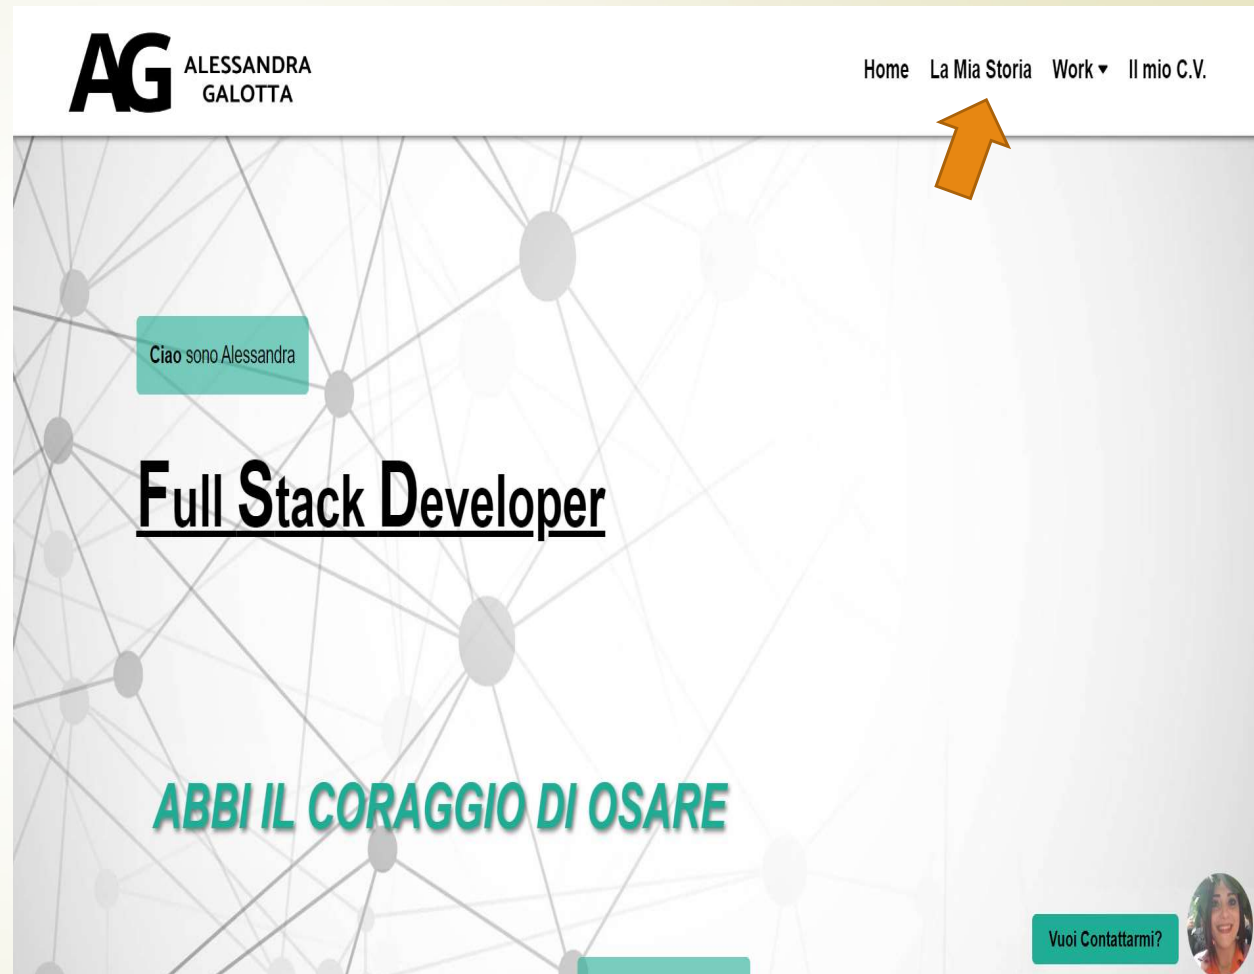 AG ALESSANDRA
GALOTTA
Home La Mia Storia Work ▾ Il mio C.V.
Ciao sono Alessandra
Full Stack Developer
ABBI IL CORAGGIO DI OSARE
Vuoi Contattarmi?